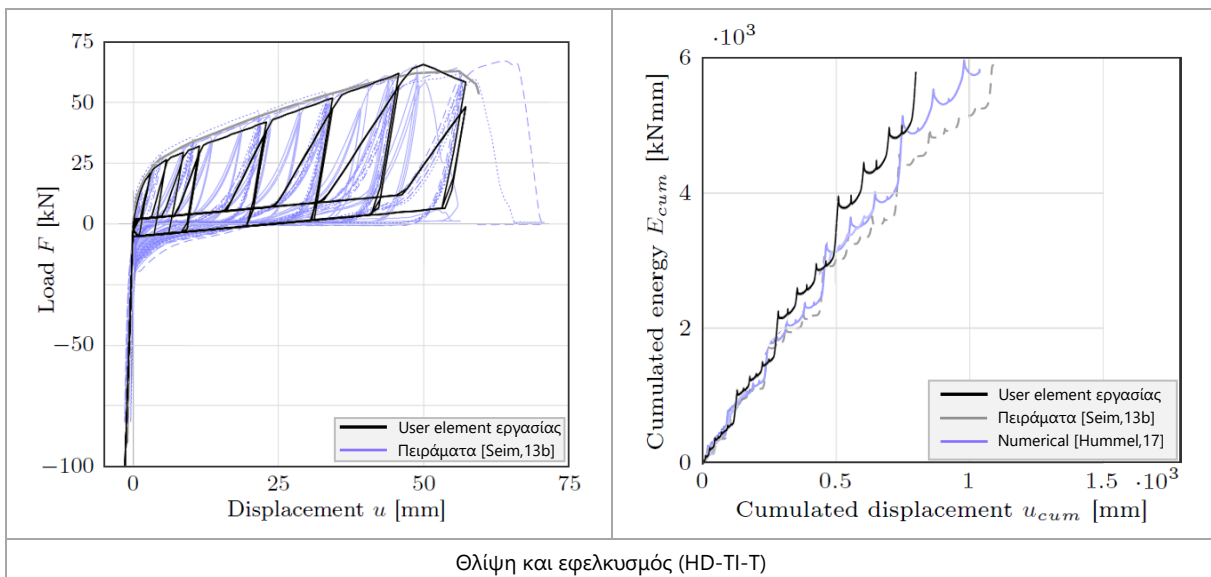 75
50
25
0
−50
−100
Load F [kN]
0
25
50
75
Displacement u [mm]
User element εργασίας
Πειράματα [Seim,13b]
·10³
6
4
2
0
Cumulated energy E_cum [kNmm]
0
0.5
1
1.5 ·10³
Cumulated displacement u_cum [mm]
User element εργασίας
Πειράματα [Seim,13b]
Numerical [Hummel,17]
Θλίψη και εφελκυσμός (HD-TI-T)